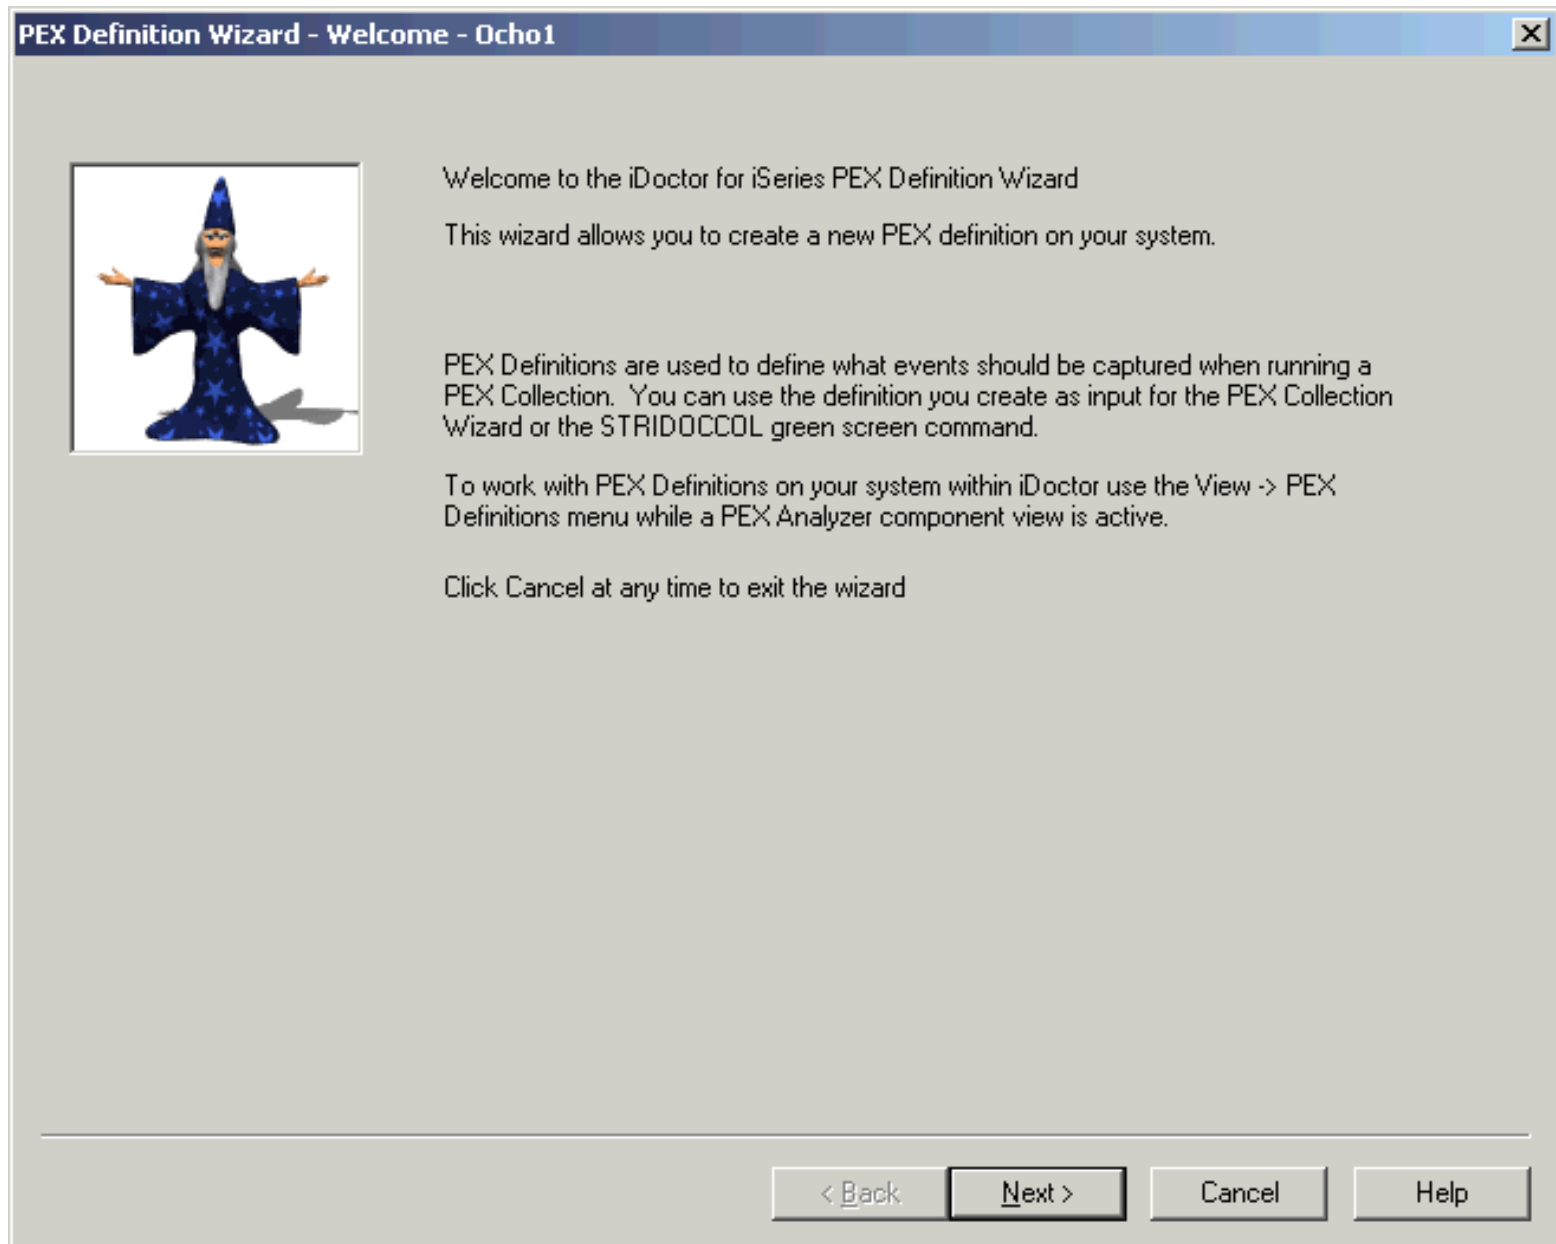 PEX Definition Wizard - Welcome - Ocho1
Welcome to the iDoctor for iSeries PEX Definition Wizard
This wizard allows you to create a new PEX definition on your system.
PEX Definitions are used to define what events should be captured when running a
PEX Collection.  You can use the definition you create as input for the PEX Collection
Wizard or the STRIDOCCOL green screen command.
To work with PEX Definitions on your system within iDoctor use the View -> PEX
Definitions menu while a PEX Analyzer component view is active.
Click Cancel at any time to exit the wizard
< Back
Next >
Cancel
Help